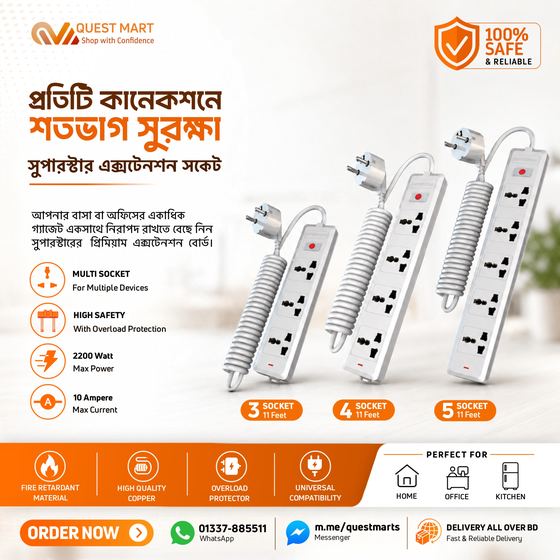 QUEST MART
Shop with Confidence
100%
SAFE
& RELIABLE
প্রতিটি কানেকশনে
শতভাগ সুরক্ষা
সুপারস্টার এক্সটেনশন সকেট
আপনার বাসা বা অফিসের একাধিক
গ্যাজেট একসাথে নিরাপদ রাখতে বেছে নিন
সুপারস্টারের প্রিমিয়াম এক্সটেনশন বোর্ড।
MULTI SOCKET
For Multiple Devices
HIGH SAFETY
With Overload Protection
2200 Watt
Max Power
A
10 Ampere
Max Current
3 SOCKET
11 Feet
4 SOCKET
11 Feet
5 SOCKET
11 Feet
FIRE RETARDANT
MATERIAL
HIGH QUALITY
COPPER
OVERLOAD
PROTECTOR
UNIVERSAL
COMPATIBILITY
PERFECT FOR
HOME
OFFICE
KITCHEN
ORDER NOW
01337-885511
WhatsApp
m.me/questmarts
Messenger
DELIVERY ALL OVER BD
Fast & Reliable Delivery